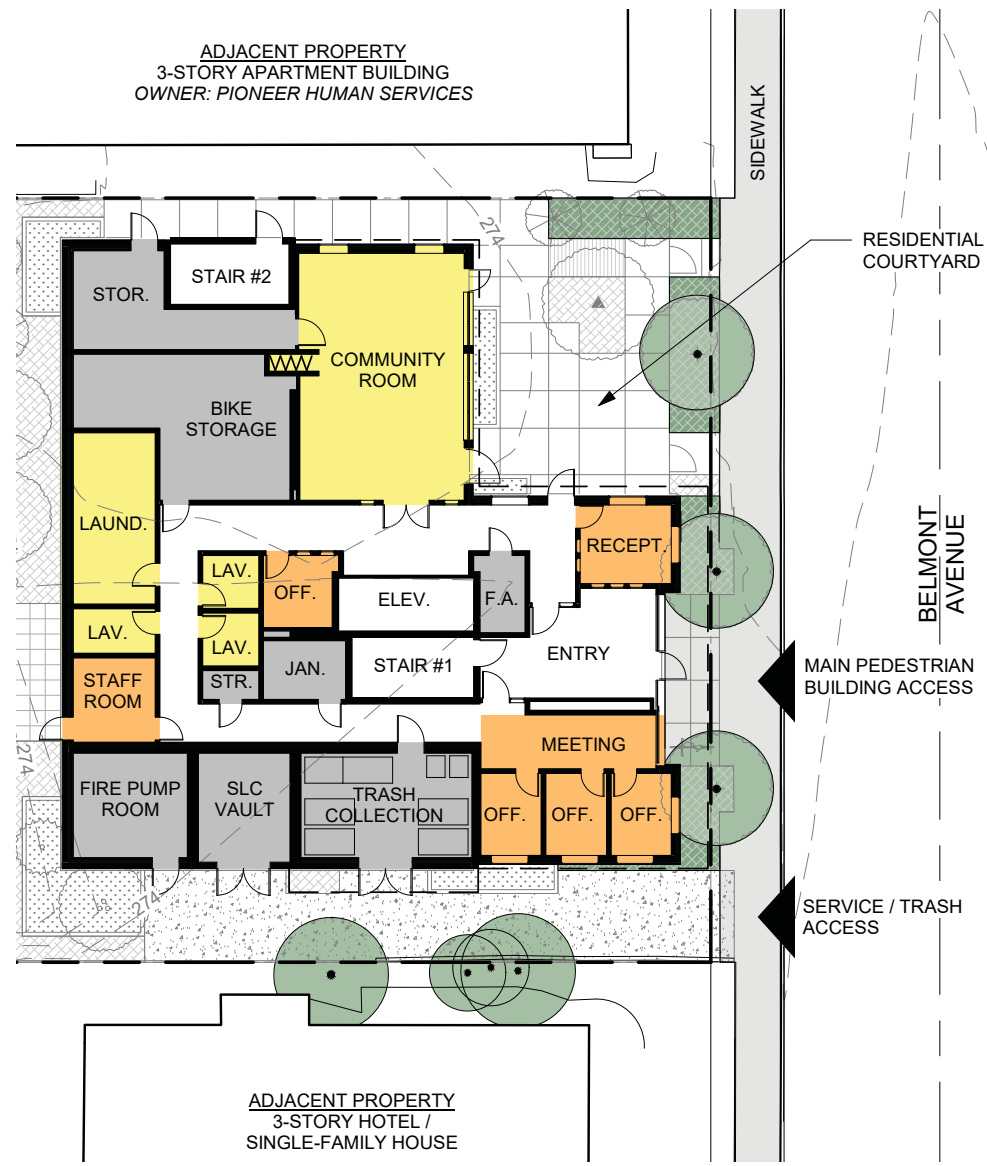 ADJACENT PROPERTY
3-STORY APARTMENT BUILDING
OWNER: PIONEER HUMAN SERVICES
SIDEWALK
274
RESIDENTIAL
COURTYARD
STOR.
STAIR #2
COMMUNITY
ROOM
BIKE
STORAGE
LAUND.
LAV.
OFF.
ELEV.
F.A.
RECEPT.
BELMONT
AVENUE
LAV.
LAV.
STR.
JAN.
STAIR #1
ENTRY
STAFF
ROOM
MAIN PEDESTRIAN
BUILDING ACCESS
MEETING
274
FIRE PUMP
ROOM
SLC
VAULT
TRASH
COLLECTION
OFF.
OFF.
OFF.
274
SERVICE / TRASH
ACCESS
ADJACENT PROPERTY
3-STORY HOTEL /
SINGLE-FAMILY HOUSE